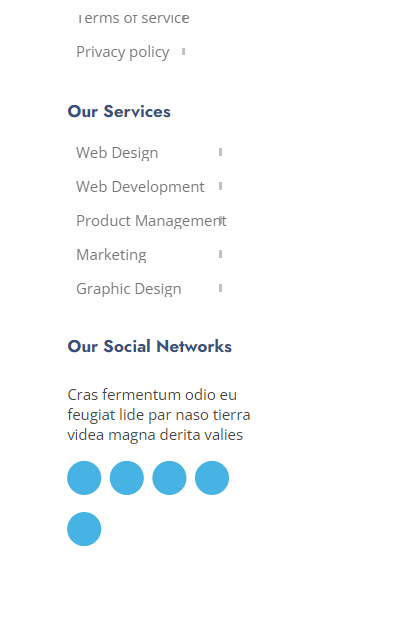 Terms of service
Privacy policy
Our Services
Web Design
Web Development
Product Management
Marketing
Graphic Design
Our Social Networks
Cras fermentum odio eu
feugiat lide par naso tierra
videa magna derita valies